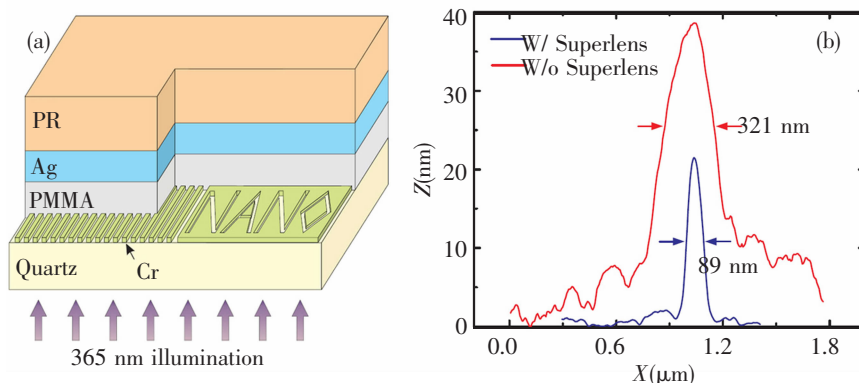 (a)
PR
Ag
PMMA
NANO
Quartz
Cr
365 nm illumination
(b)
W/ Superlens
W/o Superlens
321 nm
89 nm
Z(nm)
40
30
20
10
0
0.0 0.6 1.2 1.8
X(μm)